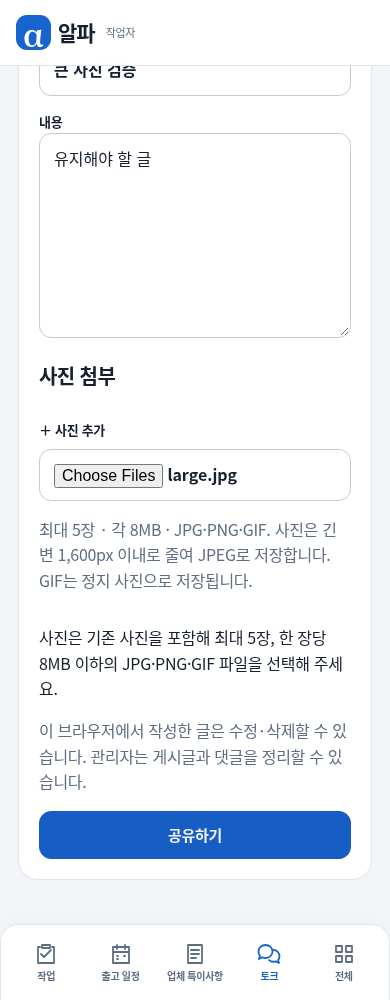 α 알파 작업자
큰 사진 검증
내용
유지해야 할 글
사진 첨부
+ 사진 추가
Choose Files large.jpg
최대 5장 · 각 8MB · JPG·PNG·GIF. 사진은 긴
변 1,600px 이내로 줄여 JPEG로 저장합니다.
GIF는 정지 사진으로 저장됩니다.
사진은 기존 사진을 포함해 최대 5장, 한 장당
8MB 이하의 JPG·PNG·GIF 파일을 선택해 주세
요.
이 브라우저에서 작성한 글은 수정·삭제할 수 있
습니다. 관리자는 게시글과 댓글을 정리할 수 있
습니다.
공유하기
작업 출고 일정 업체 특이사항 토크 전체